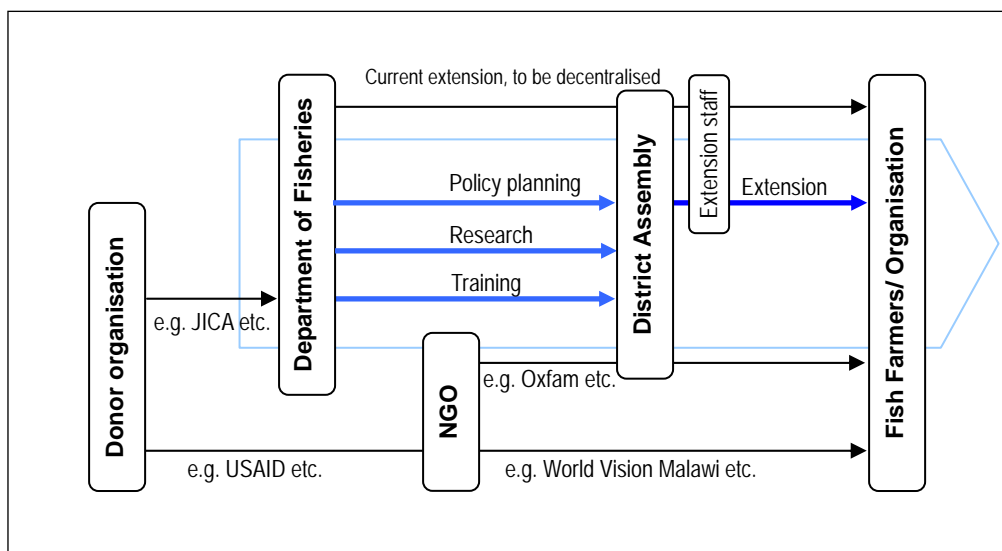 Current extension, to be decentralised
Donor organisation
Department of Fisheries
Policy planning
Research
Training
District Assembly
Extension staff
Extension
Fish Farmers/ Organisation
e.g. JICA etc.
NGO
e.g. Oxfam etc.
e.g. USAID etc.
e.g. World Vision Malawi etc.